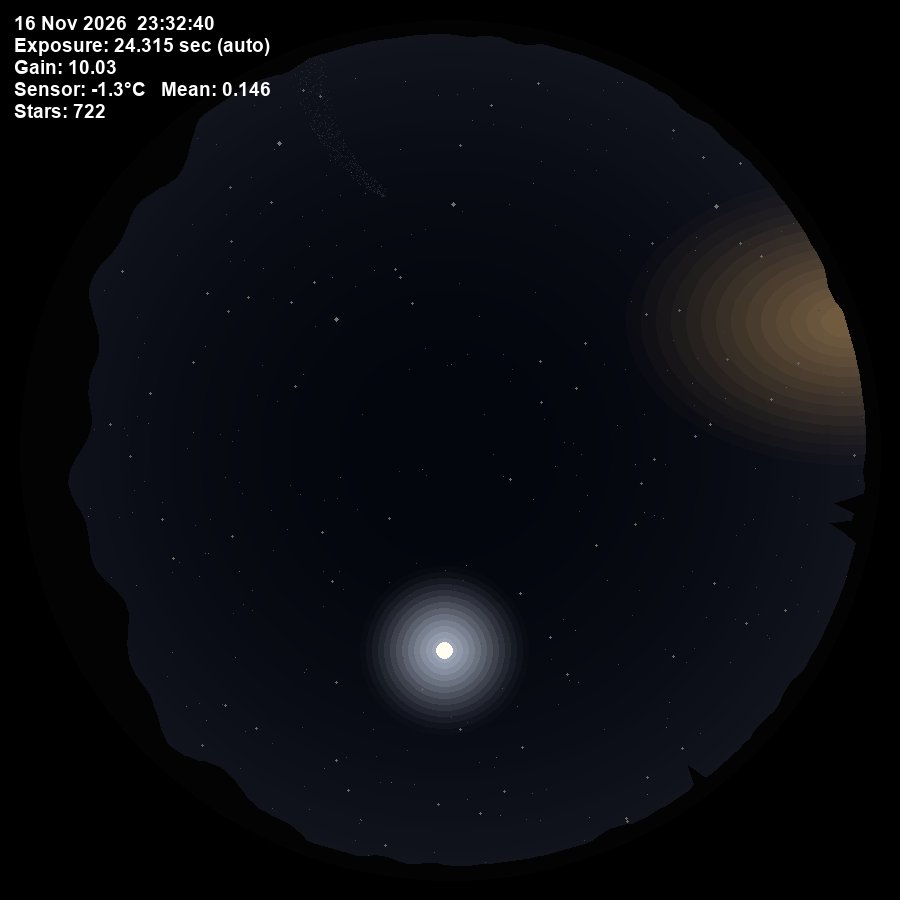 16 Nov 2026 23:32:40
Exposure: 24.315 sec (auto)
Gain: 10.03
Sensor: -1.3°C Mean: 0.146
Stars: 722